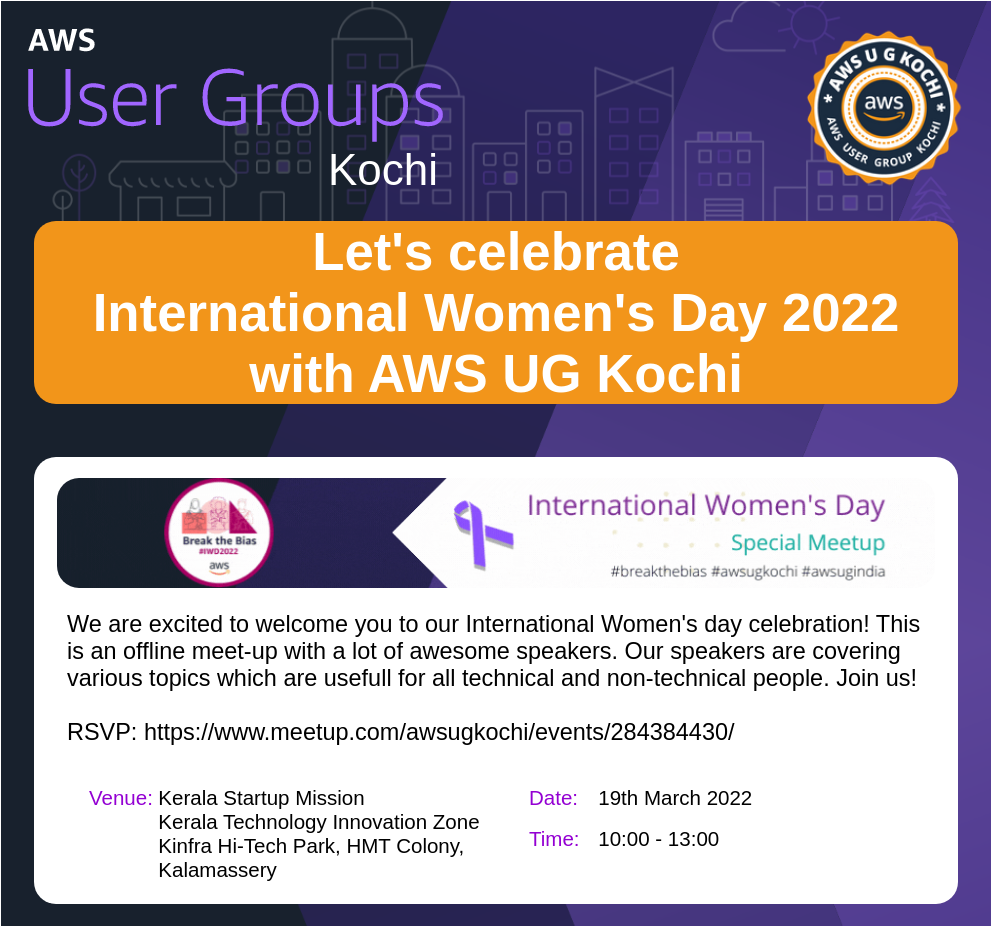 AWS
User Groups
Kochi
* AWS U G KOCHI *
aws
AWS USER GROUP KOCHI
Let's celebrate
International Women's Day 2022
with AWS UG Kochi
Break the Bias
#IWD2022
aws
International Women's Day
Special Meetup
#breakthebias #awsugkochi #awsugindia
We are excited to welcome you to our International Women's day celebration! This
is an offline meet-up with a lot of awesome speakers. Our speakers are covering
various topics which are usefull for all technical and non-technical people. Join us!
RSVP: https://www.meetup.com/awsugkochi/events/284384430/
Venue: Kerala Startup Mission
Kerala Technology Innovation Zone
Kinfra Hi-Tech Park, HMT Colony,
Kalamassery
Date: 19th March 2022
Time: 10:00 - 13:00